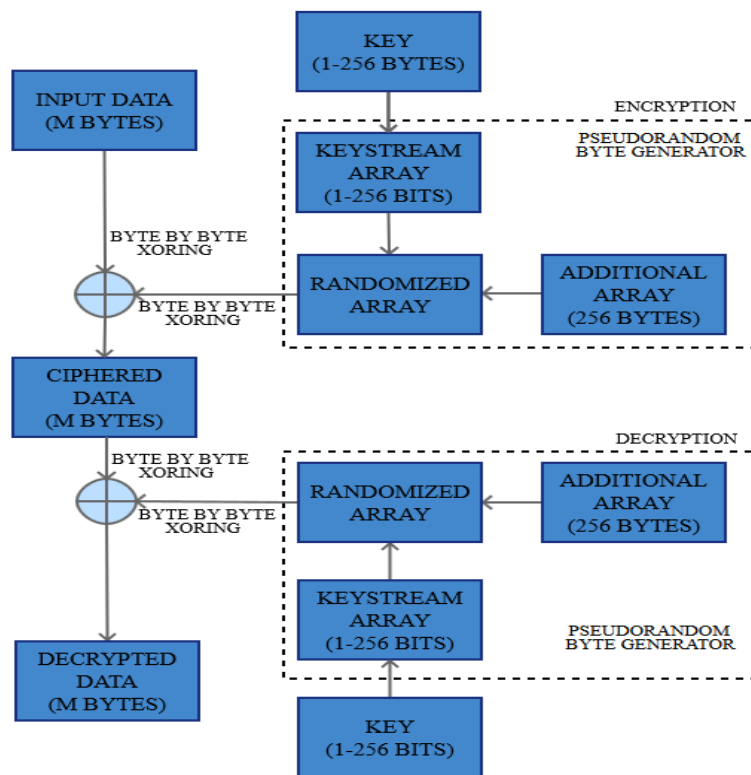 KEY
(1-256 BYTES)
INPUT DATA
(M BYTES)
ENCRYPTION
PSEUDORANDOM
BYTE GENERATOR
KEYSTREAM
ARRAY
(1-256 BITS)
BYTE BY BYTE
XORING
RANDOMIZED
ARRAY
ADDITIONAL
ARRAY
(256 BYTES)
BYTE BY BYTE
XORING
CIPHERED
DATA
(M BYTES)
DECRYPTION
BYTE BY BYTE
XORING
RANDOMIZED
ARRAY
ADDITIONAL
ARRAY
(256 BYTES)
BYTE BY BYTE
XORING
KEYSTREAM
ARRAY
(1-256 BITS)
PSEUDORANDOM
BYTE GENERATOR
DECRYPTED
DATA
(M BYTES)
KEY
(1-256 BITS)